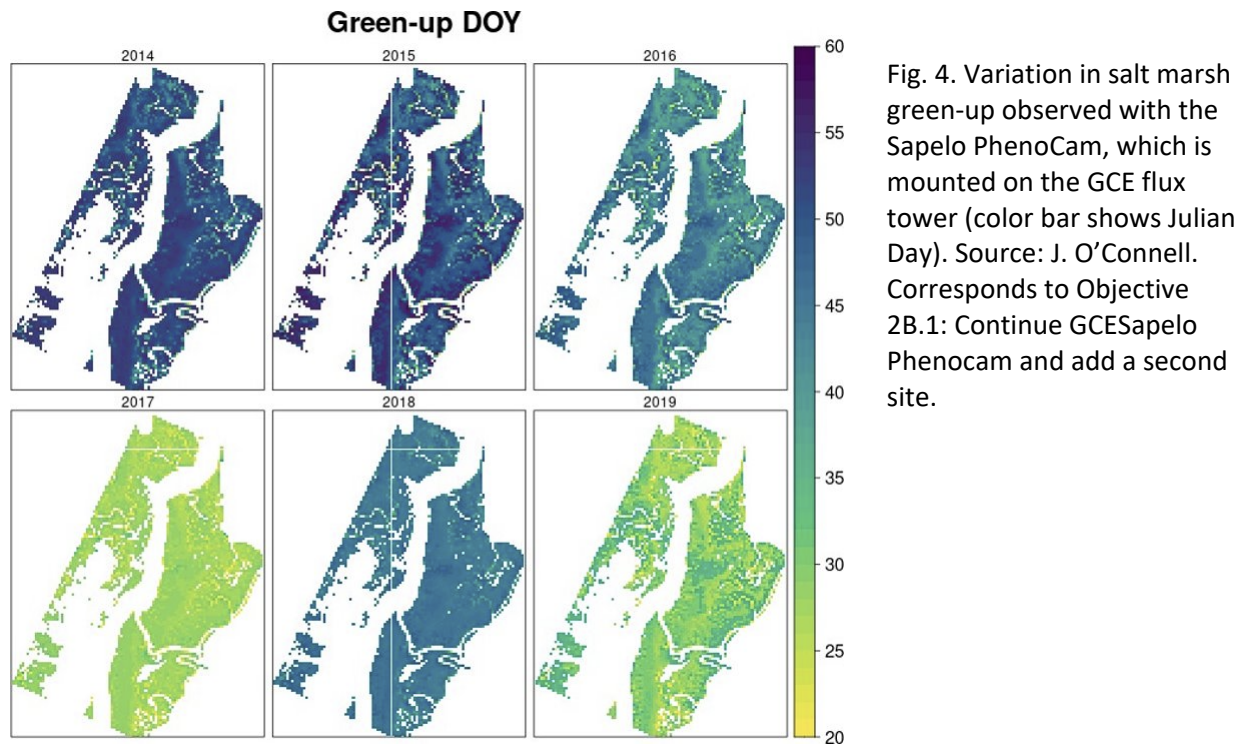 Green-up DOY
2014
2015
2016
60
55
50
45
40
35
30
25
20
2017
2018
2019
Fig. 4. Variation in salt marsh
green-up observed with the
Sapelo PhenoCam, which is
mounted on the GCE flux
tower (color bar shows Julian
Day). Source: J. O’Connell.
Corresponds to Objective
2B.1: Continue GCESapelo
Phenocam and add a second
site.